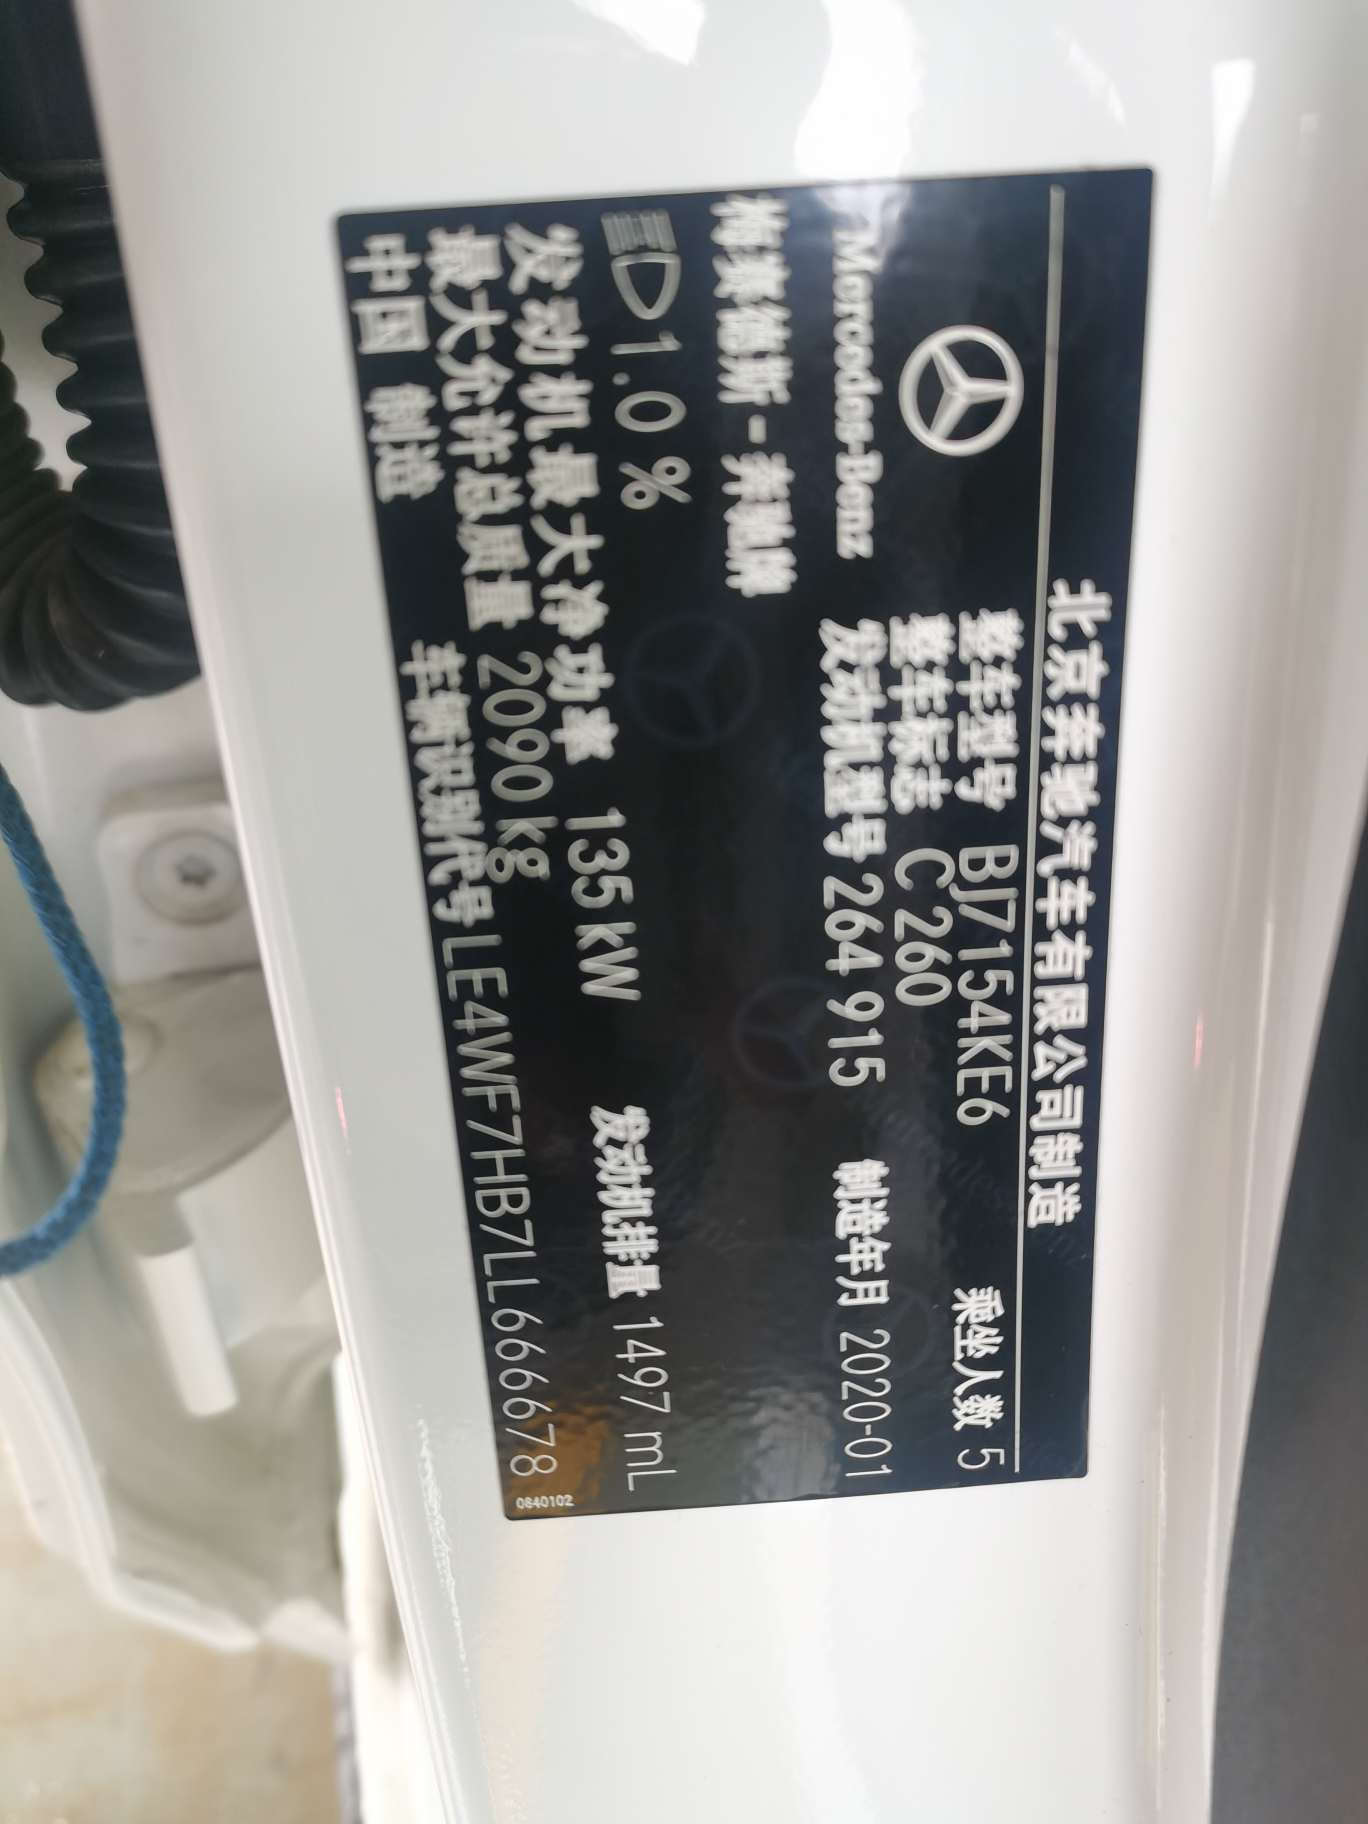 北京奔驰汽车有限公司制造
整车型号 BJ7154KE6 乘坐人数 5
整车标志 C 260
Mercedes-Benz 发动机型号 264 915 制造年月 2020-01
梅赛德斯-奔驰牌
1.0 %
发动机最大净功率 135 kW 发动机排量 1497 mL
最大允许总质量 2090 kg
中国 制造 车辆识别代号 LE4WF7HB7LL666678
0840102